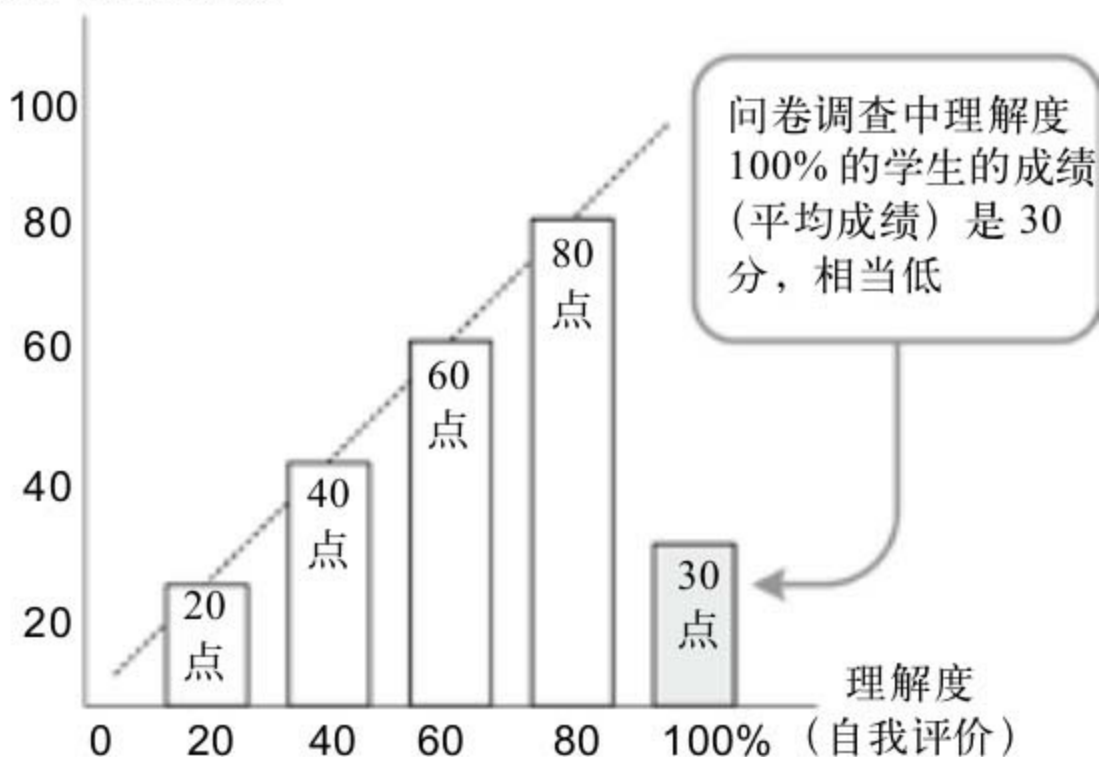 100
80
60
40
20
问卷调查中理解度
100% 的学生的成绩
(平均成绩) 是 30
分，相当低
80
点
60
点
40
点
20
点
30
点
0 20 40 60 80 100%
理解度
（自我评价）